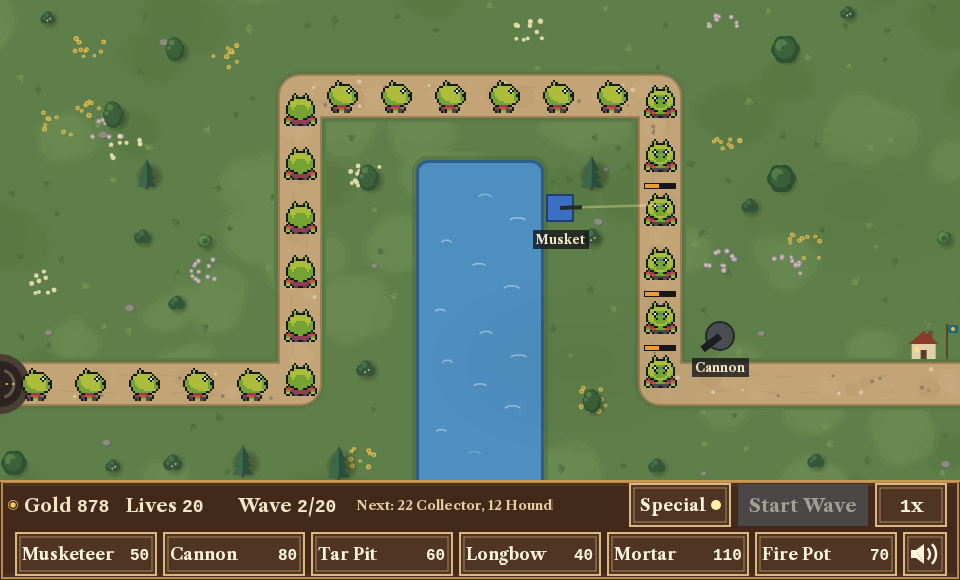 Musket
Cannon
Gold 878 Lives 20 Wave 2/20 Next: 22 Collector, 12 Hound Special Start Wave 1x
Musketeer 50 Cannon 80 Tar Pit 60 Longbow 40 Mortar 110 Fire Pot 70